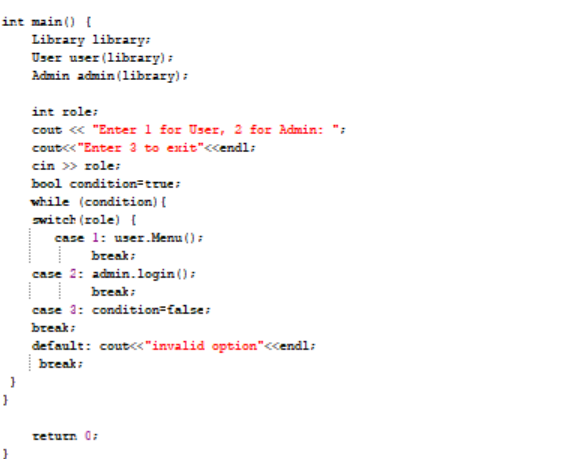 int main() {
Library library;
User user(library);
Admin admin(library);
int role;
cout << "Enter 1 for User, 2 for Admin: ";
cout<<"Enter 3 to exit"<<endl;
cin >> role;
bool condition=true;
while (condition){
switch(role) {
case 1: user.Menu();
break;
case 2: admin.login();
break;
case 3: condition=false;
break;
default: cout<<"invalid option"<<endl;
break;
}
}
return 0;
}